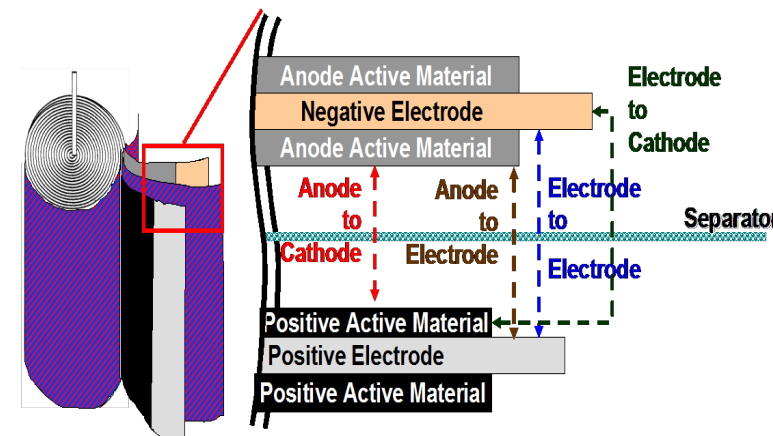 Anode Active Material
Negative Electrode
Anode Active Material
Electrode
to
Cathode
Anode
to
Cathode
Anode
to
Electrode
Electrode
to
Electrode
Separator
Positive Active Material
Positive Electrode
Positive Active Material